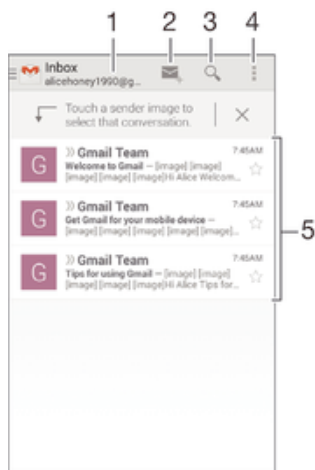 1 2 3 4
Inbox
alicehoney1990@g...
Touch a sender image to
select that conversation.
G
Gmail Team 7:45AM
Welcome to Gmail – [image] [image]
[image] [image] [image]Hi Alice Welcom...
G
Gmail Team 7:45AM
Get Gmail for your mobile device –
[image] [image] [image] [image] [image]...
G
Gmail Team 7:45AM
Tips for using Gmail – [image] [image]
[image] [image] [image]Hi Alice Tips for...
5